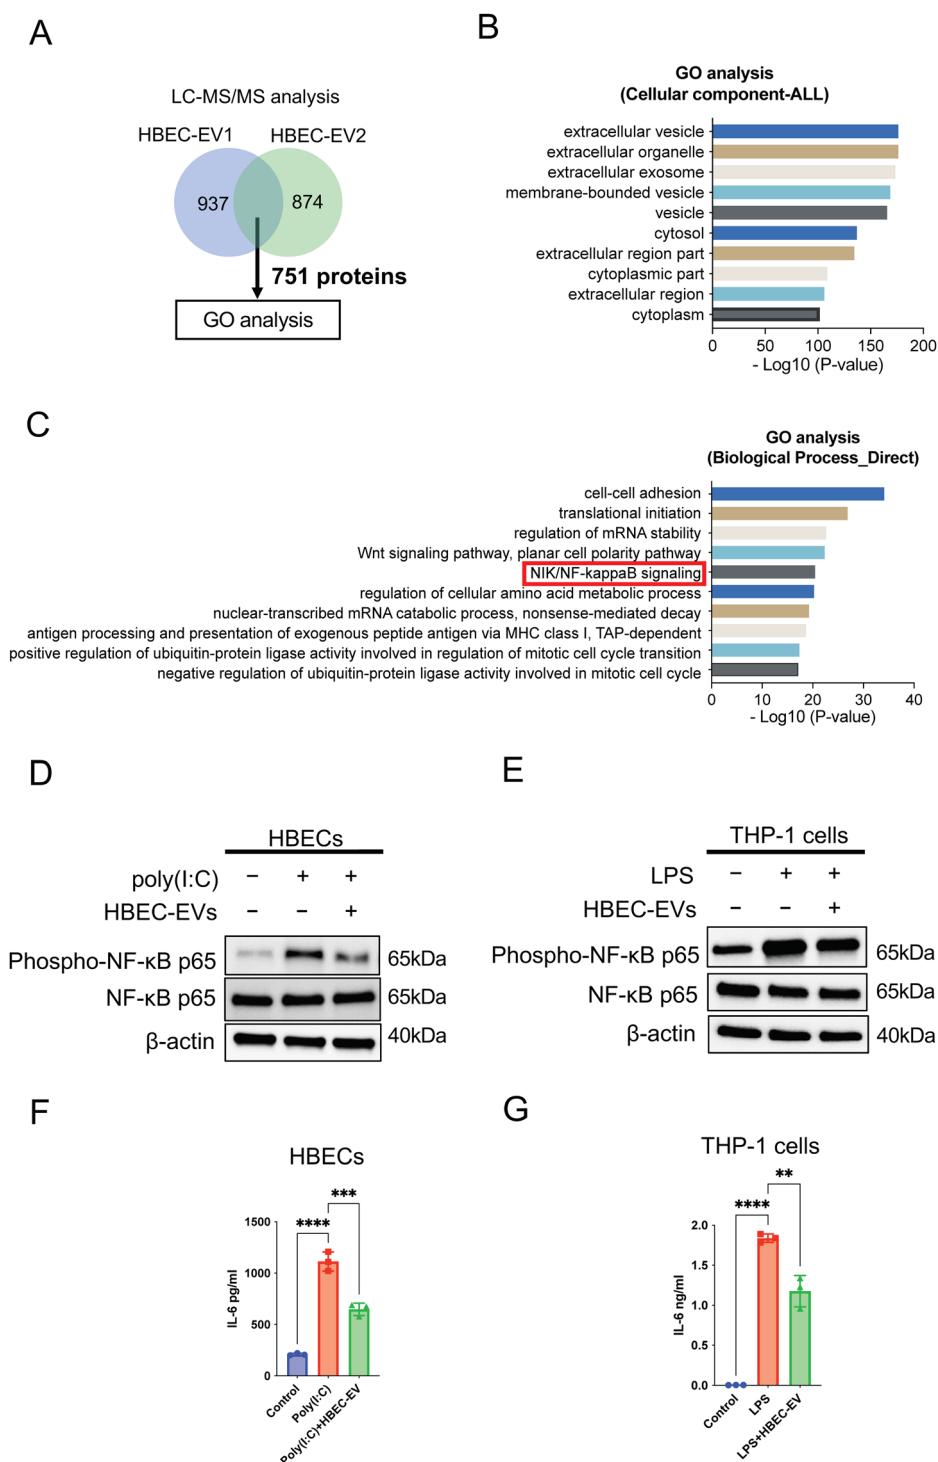 A
LC-MS/MS analysis
HBEC-EV1 HBEC-EV2
937 874
751 proteins
GO analysis
B
GO analysis
(Cellular component-ALL)
extracellular vesicle
extracellular organelle
extracellular exosome
membrane-bounded vesicle
vesicle
cytosol
extracellular region part
cytoplasmic part
extracellular region
cytoplasm
0 50 100 150 200
- Log10 (P-value)
C
GO analysis
(Biological Process_Direct)
cell-cell adhesion
translational initiation
regulation of mRNA stability
Wnt signaling pathway, planar cell polarity pathway
NIK/NF-kappaB signaling
regulation of cellular amino acid metabolic process
nuclear-transcribed mRNA catabolic process, nonsense-mediated decay
antigen processing and presentation of exogenous peptide antigen via MHC class I, TAP-dependent
positive regulation of ubiquitin-protein ligase activity involved in regulation of mitotic cell cycle transition
negative regulation of ubiquitin-protein ligase activity involved in mitotic cell cycle
0 10 20 30 40
- Log10 (P-value)
D
HBECs
poly(I:C) − + +
HBEC-EVs − − +
Phospho-NF-κB p65 65kDa
NF-κB p65 65kDa
β-actin 40kDa
E
THP-1 cells
LPS − + +
HBEC-EVs − − +
Phospho-NF-κB p65 65kDa
NF-κB p65 65kDa
β-actin 40kDa
F
HBECs
***
****
1500
1000
500
0
IL-6 pg/ml
Control
Poly(I:C)
Poly(I:C)+HBEC-EV
G
THP-1 cells
**
****
2.0
1.5
1.0
0.5
0.0
IL-6 ng/ml
Control
LPS
LPS+HBEC-EV